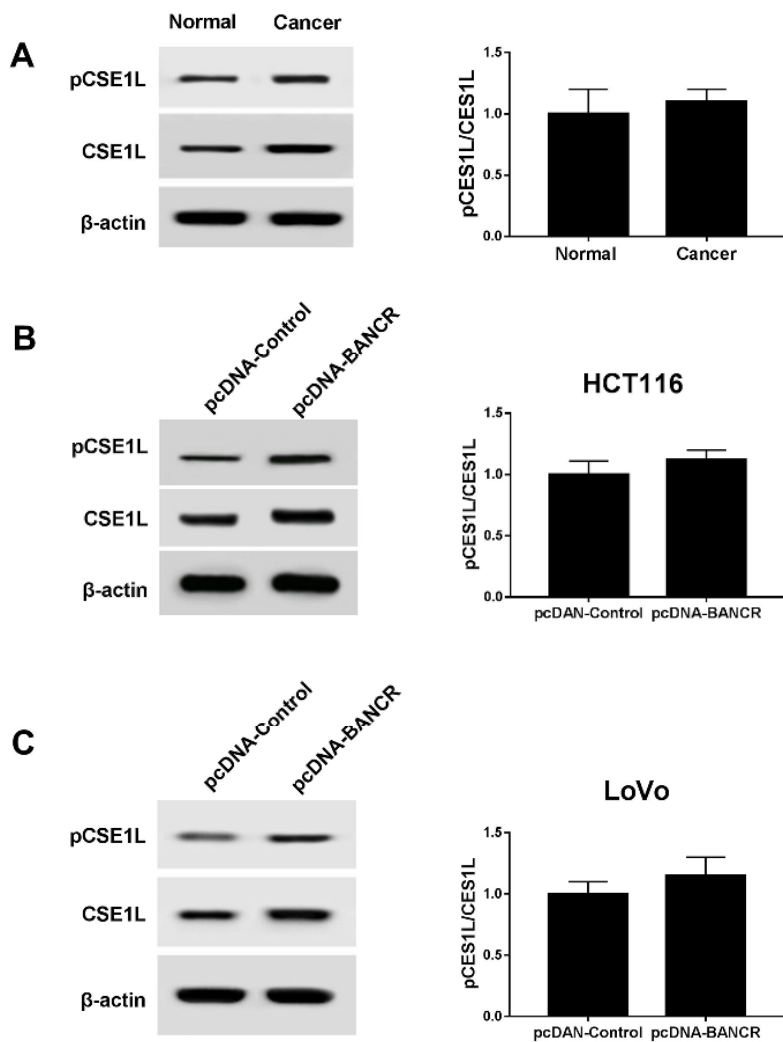 A
Normal Cancer
pCSE1L
CSE1L
β-actin
pCES1L/CES1L
1.5
1.0
0.5
0.0
Normal Cancer
B
pcDNA-Control pcDNA-BANCR
pCSE1L
CSE1L
β-actin
HCT116
pCES1L/CES1L
1.5
1.0
0.5
0.0
pcDAN-Control pcDNA-BANCR
C
pcDNA-Control pcDNA-BANCR
pCSE1L
CSE1L
β-actin
LoVo
pCES1L/CES1L
1.5
1.0
0.5
0.0
pcDAN-Control pcDNA-BANCR